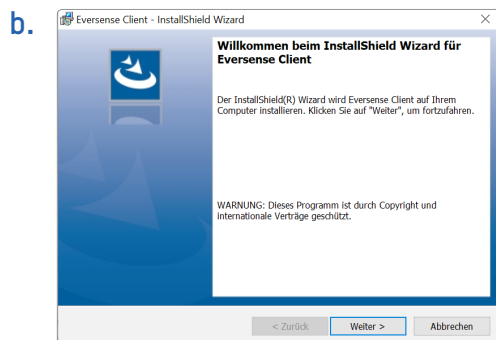 b.
Eversense Client - InstallShield Wizard
Willkommen beim InstallShield Wizard für
Eversense Client
Der InstallShield(R) Wizard wird Eversense Client auf Ihrem
Computer installieren. Klicken Sie auf "Weiter", um fortzufahren.
WARNUNG: Dieses Programm ist durch Copyright und
internationale Verträge geschützt.
< Zurück Weiter > Abbrechen